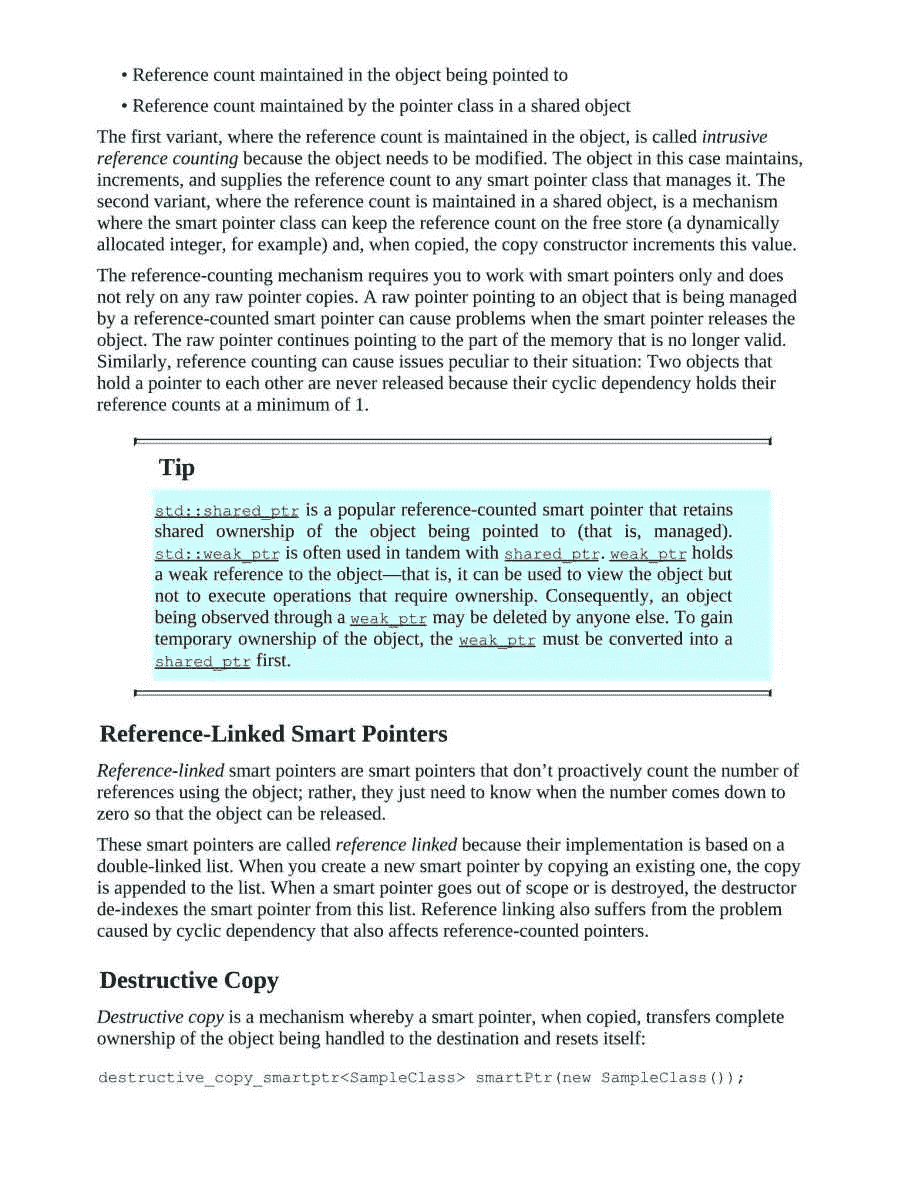 • Reference count maintained in the object being pointed to
• Reference count maintained by the pointer class in a shared object
The first variant, where the reference count is maintained in the object, is called intrusive
reference counting because the object needs to be modified. The object in this case maintains,
increments, and supplies the reference count to any smart pointer class that manages it. The
second variant, where the reference count is maintained in a shared object, is a mechanism
where the smart pointer class can keep the reference count on the free store (a dynamically
allocated integer, for example) and, when copied, the copy constructor increments this value.
The reference-counting mechanism requires you to work with smart pointers only and does
not rely on any raw pointer copies. A raw pointer pointing to an object that is being managed
by a reference-counted smart pointer can cause problems when the smart pointer releases the
object. The raw pointer continues pointing to the part of the memory that is no longer valid.
Similarly, reference counting can cause issues peculiar to their situation: Two objects that
hold a pointer to each other are never released because their cyclic dependency holds their
reference counts at a minimum of 1.
Tip
std::shared_ptr is a popular reference-counted smart pointer that retains
shared ownership of the object being pointed to (that is, managed).
std::weak_ptr is often used in tandem with shared_ptr. weak_ptr holds
a weak reference to the object—that is, it can be used to view the object but
not to execute operations that require ownership. Consequently, an object
being observed through a weak_ptr may be deleted by anyone else. To gain
temporary ownership of the object, the weak_ptr must be converted into a
shared_ptr first.
Reference-Linked Smart Pointers
Reference-linked smart pointers are smart pointers that don’t proactively count the number of
references using the object; rather, they just need to know when the number comes down to
zero so that the object can be released.
These smart pointers are called reference linked because their implementation is based on a
double-linked list. When you create a new smart pointer by copying an existing one, the copy
is appended to the list. When a smart pointer goes out of scope or is destroyed, the destructor
de-indexes the smart pointer from this list. Reference linking also suffers from the problem
caused by cyclic dependency that also affects reference-counted pointers.
Destructive Copy
Destructive copy is a mechanism whereby a smart pointer, when copied, transfers complete
ownership of the object being handled to the destination and resets itself:
destructive_copy_smartptr<SampleClass> smartPtr(new SampleClass());